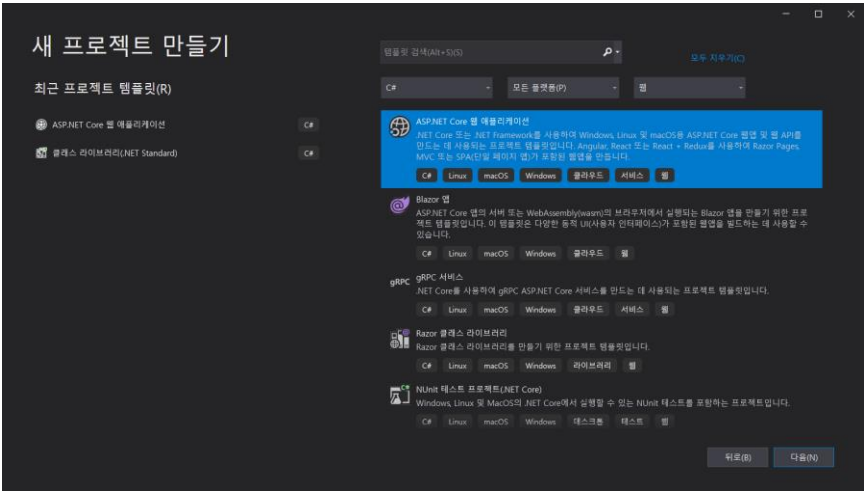 새 프로젝트 만들기
최근 프로젝트 템플릿(R)
ASP.NET Core 웹 애플리케이션 C#
클래스 라이브러리(.NET Standard) C#
템플릿 검색(Alt+S)(S)
모두 지우기(C)
C# 모든 플랫폼(P) 웹
ASP.NET Core 웹 애플리케이션
.NET Core 또는 .NET Framework를 사용하여 Windows, Linux 및 macOS용 ASP.NET Core 웹앱 및 웹 API를
만드는 데 사용되는 프로젝트 템플릿입니다. Angular, React 또는 React + Redux를 사용하여 Razor Pages,
MVC 또는 SPA(단일 페이지 앱)가 포함된 웹앱을 만듭니다.
C# Linux macOS Windows 클라우드 서비스 웹
Blazor 앱
ASP.NET Core 앱의 서버 또는 WebAssembly(wasm)의 브라우저에서 실행되는 Blazor 앱을 만들기 위한 프로
젝트 템플릿입니다. 이 템플릿은 다양한 동적 UI(사용자 인터페이스)가 포함된 웹앱을 빌드하는 데 사용할 수
있습니다.
C# Linux macOS Windows 클라우드 웹
gRPC gRPC 서비스
.NET Core를 사용하여 gRPC ASP.NET Core 서비스를 만드는 데 사용되는 프로젝트 템플릿입니다.
C# Linux macOS Windows 클라우드 서비스 웹
Razor 클래스 라이브러리
Razor 클래스 라이브러리를 만들기 위한 프로젝트 템플릿입니다.
C# Linux macOS Windows 라이브러리 웹
NUnit 테스트 프로젝트(.NET Core)
Windows, Linux 및 MacOS의 .NET Core에서 실행할 수 있는 NUnit 테스트를 포함하는 프로젝트입니다.
C# Linux macOS Windows 데스크톱 테스트 웹
뒤로(B) 다음(N)